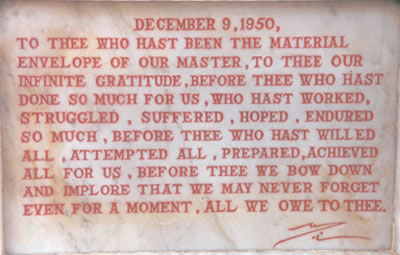 DECEMBER 9, 1950,
TO THEE WHO HAST BEEN THE MATERIAL
ENVELOPE OF OUR MASTER, TO THEE OUR
INFINITE GRATITUDE, BEFORE THEE WHO HAST
DONE SO MUCH FOR US, WHO HAST WORKED,
STRUGGLED, SUFFERED, HOPED, ENDURED
SO MUCH, BEFORE THEE WHO HAST WILLED
ALL, ATTEMPTED ALL, PREPARED, ACHIEVED
ALL FOR US, BEFORE THEE WE BOW DOWN
AND IMPLORE THAT WE MAY NEVER FORGET
EVEN FOR A MOMENT, ALL WE OWE TO THEE.